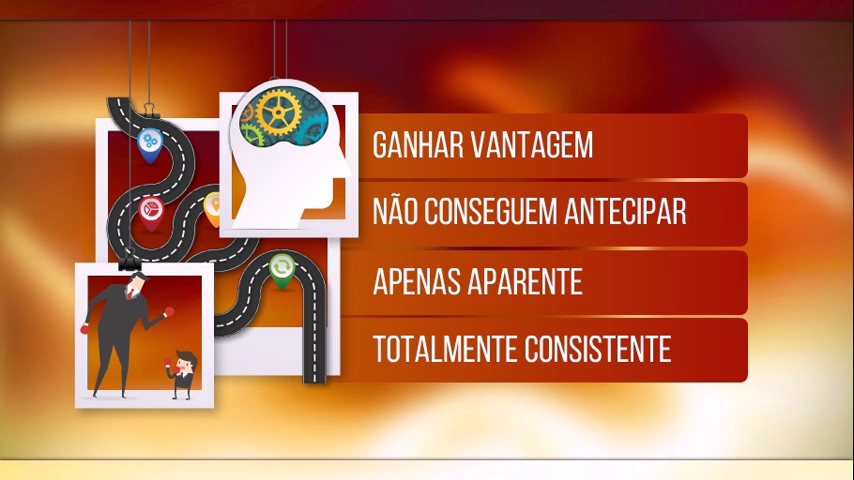 GANHAR VANTAGEM
NÃO CONSEGUEM ANTECIPAR
APENAS APARENTE
TOTALMENTE CONSISTENTE